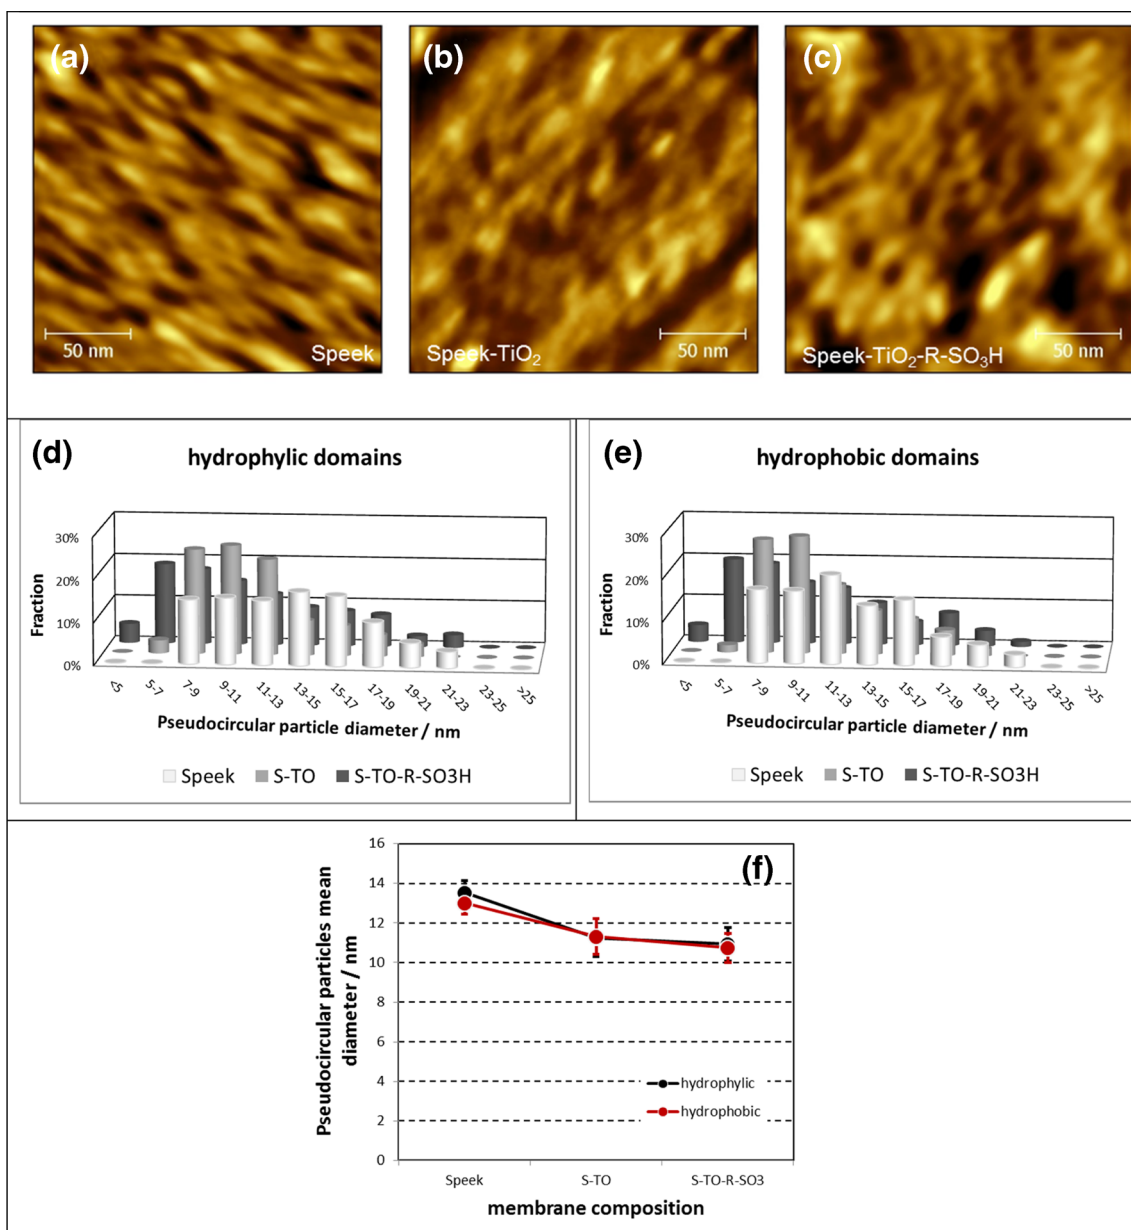 (a)
50 nm
Speek
(b)
Speek-TiO₂
50 nm
(c)
Speek-TiO₂-R-SO₃H
50 nm
(d)
hydrophylic domains
30%
20%
10%
0%
Fraction
<5
5-7
7-9
9-11
11-13
13-15
15-17
17-19
19-21
21-23
23-25
>25
Pseudocircular particle diameter / nm
Speek S-TO S-TO-R-SO3H
(e)
hydrophobic domains
30%
20%
10%
0%
Fraction
<5
5-7
7-9
9-11
11-13
13-15
15-17
17-19
19-21
21-23
23-25
>25
Pseudocircular particle diameter / nm
Speek S-TO S-TO-R-SO3H
(f)
Pseudocircular particles mean
diameter / nm
16
14
12
10
8
6
4
2
0
hydrophylic
hydrophobic
Speek S-TO S-TO-R-SO3
membrane composition